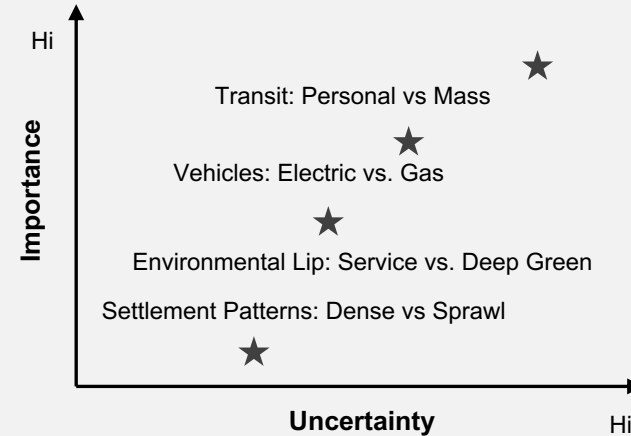 Hi
Transit: Personal vs Mass
Importance
Vehicles: Electric vs. Gas
Environmental Lip: Service vs. Deep Green
Settlement Patterns: Dense vs Sprawl
Uncertainty
Hi